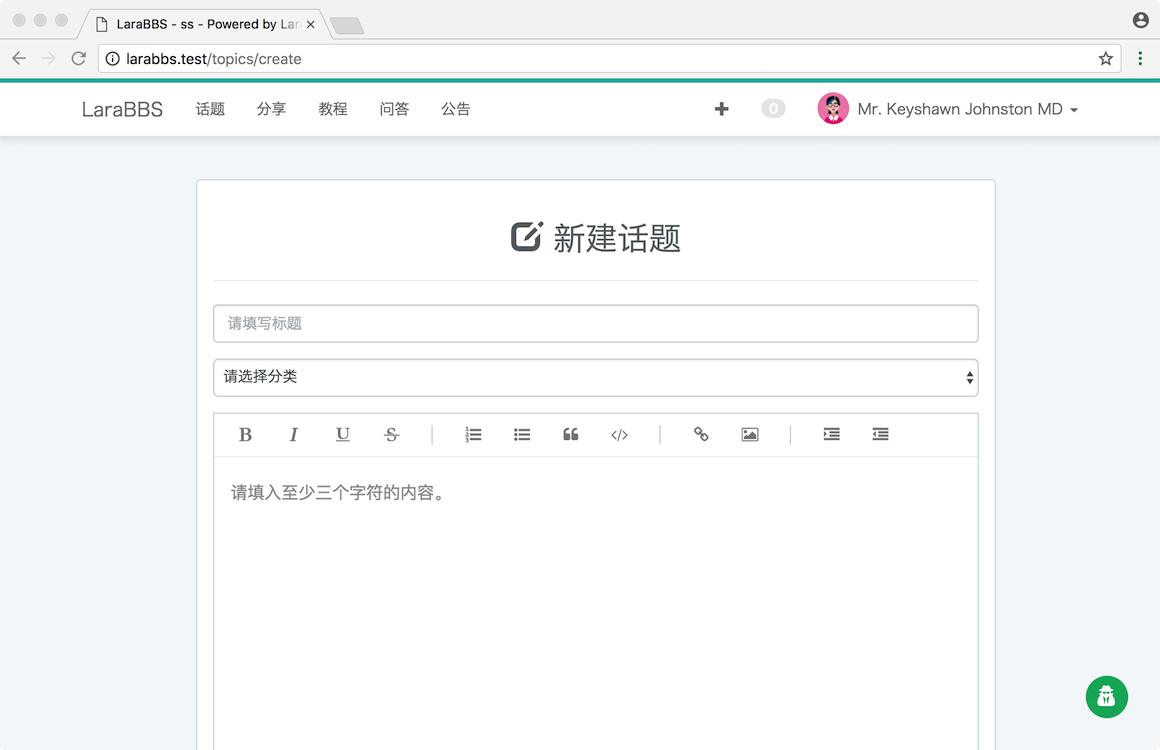 LaraBBS - ss - Powered by Lar
larabbs.test/topics/create
LaraBBS 话题 分享 教程 问答 公告 0 Mr. Keyshawn Johnston MD
新建话题
请填写标题
请选择分类
B I U S
请填入至少三个字符的内容。